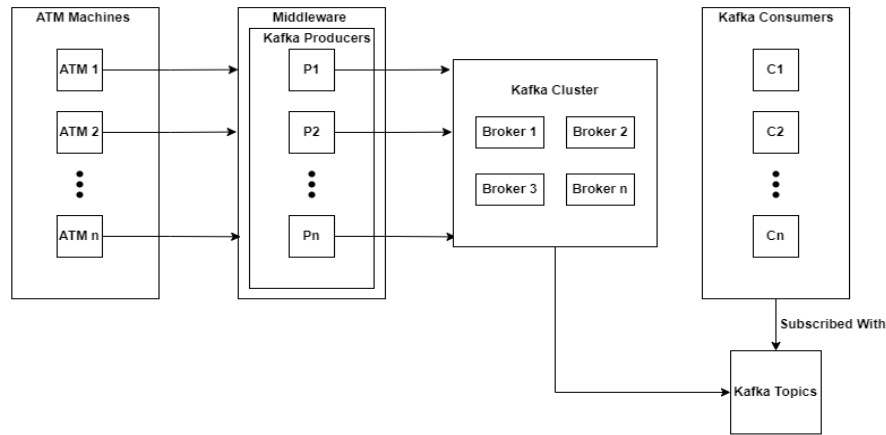 ATM Machines
ATM 1
ATM 2
ATM n
Middleware
Kafka Producers
P1
P2
Pn
Kafka Cluster
Broker 1
Broker 2
Broker 3
Broker n
Kafka Consumers
C1
C2
Cn
Subscribed With
Kafka Topics